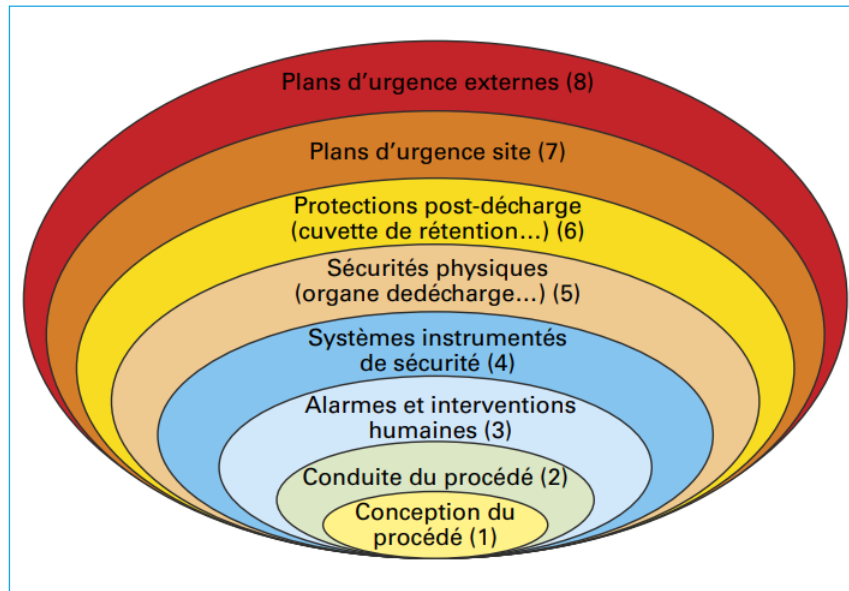 Plans d'urgence externes (8)
Plans d'urgence site (7)
Protections post-décharge
(cuvette de rétention...) (6)
Sécurités physiques
(organe dedécharge...) (5)
Systèmes instrumentés
de sécurité (4)
Alarmes et interventions
humaines (3)
Conduite du procédé (2)
Conception du
procédé (1)